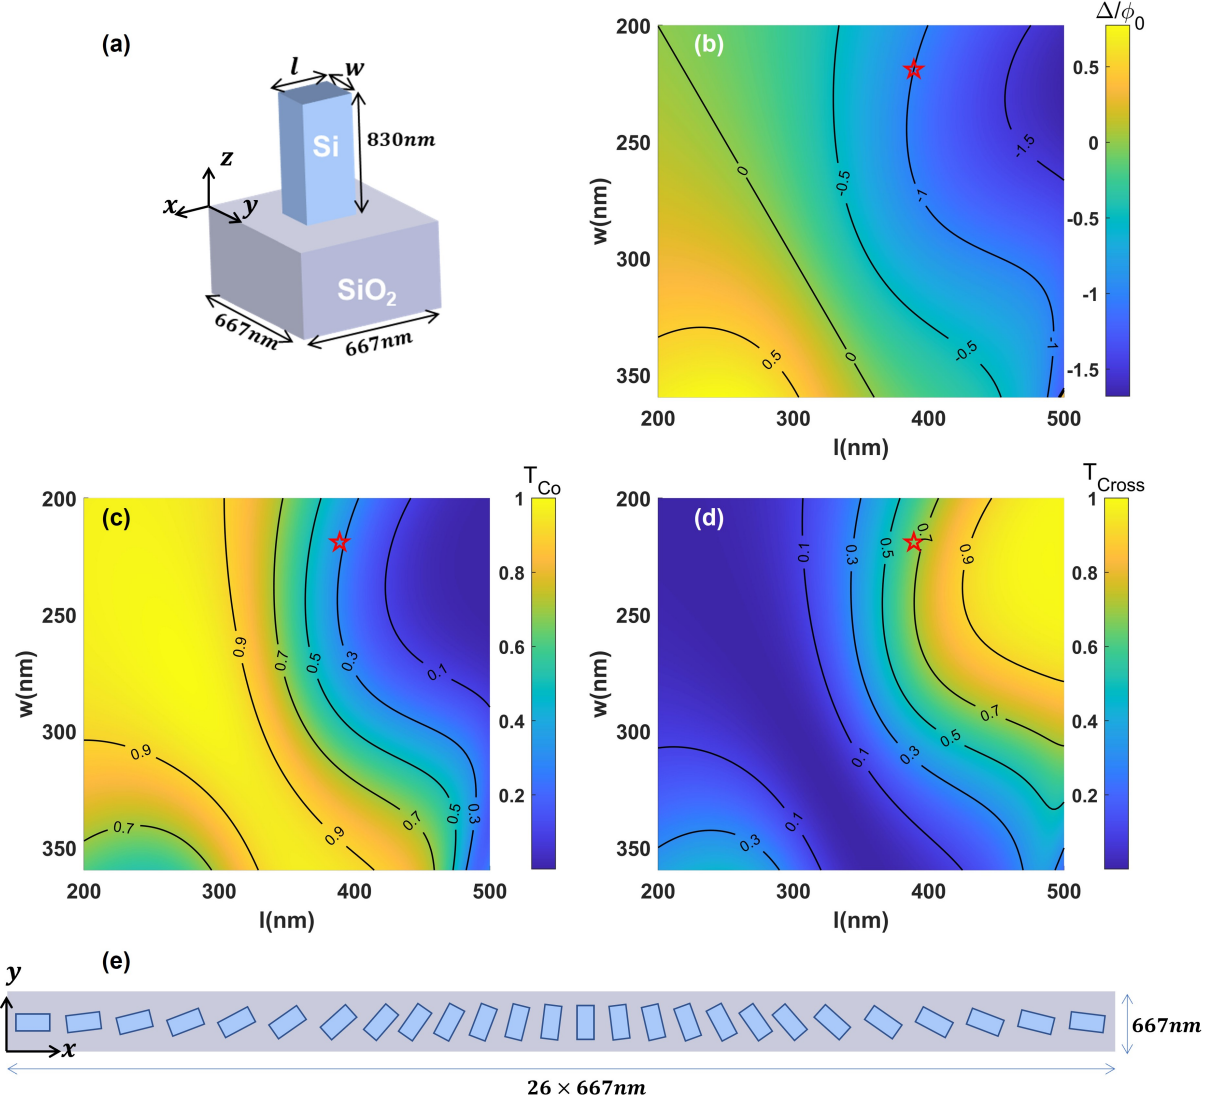 (a)
l
w
Si
830nm
z
x
y
SiO2
667nm
667nm
(b)
Δ/ϕ0
200
250
300
350
w(nm)
0
0
-0.5
-0.5
-1
-1
-1.5
0.5
200
300
400
500
l(nm)
0.5
0
-0.5
-1
-1.5
(c)
TCo
200
250
300
350
w(nm)
0.9
0.7
0.5
0.3
0.1
0.9
0.7
0.9
0.7
0.5
0.3
200
300
400
500
l(nm)
1
0.8
0.6
0.4
0.2
(d)
TCross
200
250
300
350
w(nm)
0.1
0.3
0.5
0.7
0.9
0.7
0.5
0.3
0.1
0.1
0.3
200
300
400
500
l(nm)
1
0.8
0.6
0.4
0.2
(e)
y
x
667nm
26 × 667nm